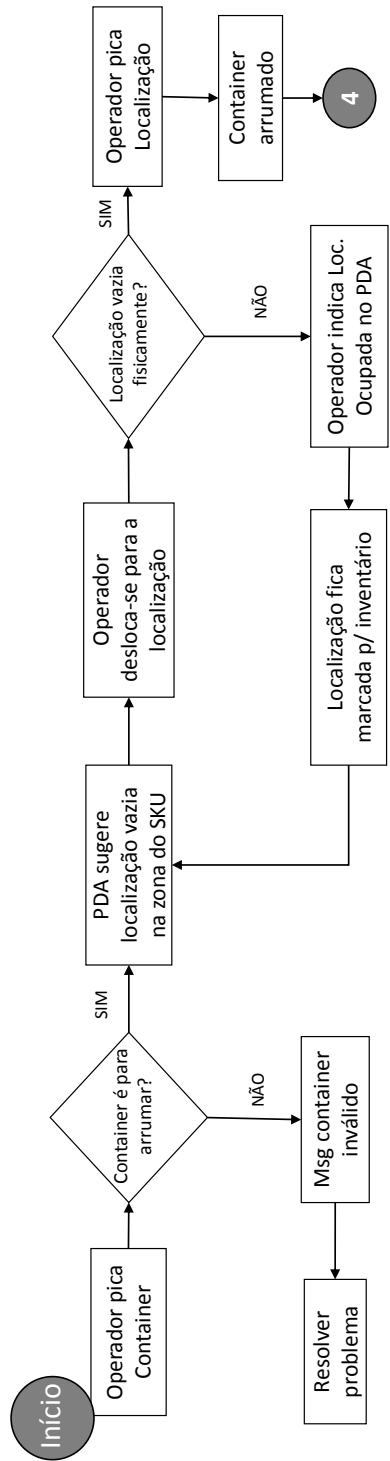 Início
Operador pica
Container
Container é para
arrumar?
SIM
NÃO
Msg container
inválido
Resolver
problema
PDA sugere
localização vazia
na zona do SKU
Operador
desloca-se para a
localização
Localização vazia
fisicamente?
SIM
NÃO
Operador pica
Localização
Container
arrumado
4
Operador indica Loc.
Ocupada no PDA
Localização fica
marcada p/ inventário